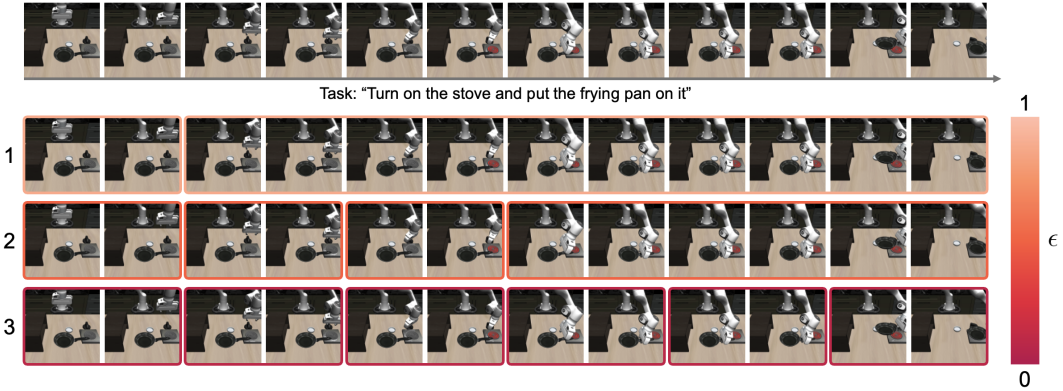 Task: “Turn on the stove and put the frying pan on it”
1
1
2
ϵ
3
0